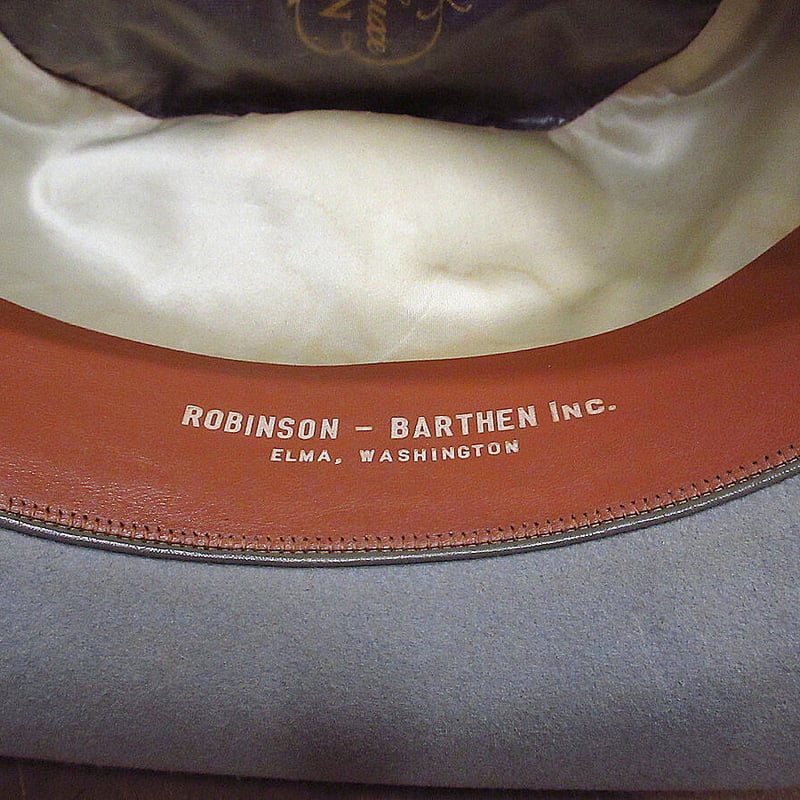 ROBINSON – BARTHEN INC.
ELMA, WASHINGTON